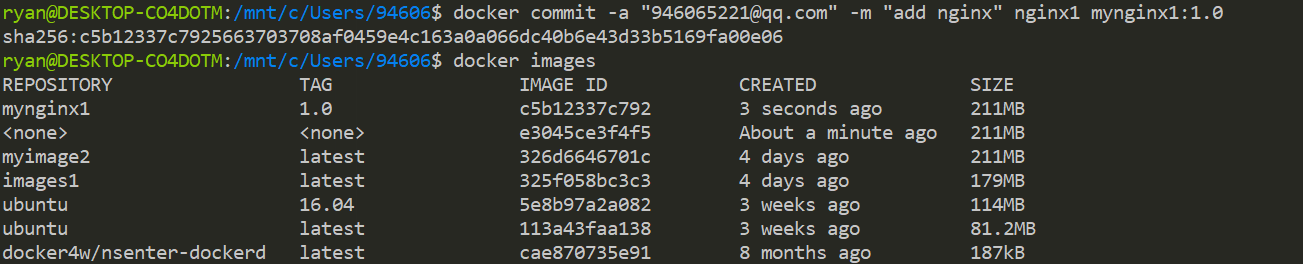 ryan@DESKTOP-CO4DOTM:/mnt/c/Users/94606$ docker commit -a "946065221@qq.com" -m "add nginx" nginx1 mynginx1:1.0
sha256:c5b12337c7925663703708af0459e4c163a0a066dc40b6e43d33b5169fa00e06
ryan@DESKTOP-CO4DOTM:/mnt/c/Users/94606$ docker images
REPOSITORY TAG IMAGE ID CREATED SIZE
mynginx1 1.0 c5b12337c792 3 seconds ago 211MB
<none> <none> e3045ce3f4f5 About a minute ago 211MB
myimage2 latest 326d6646701c 4 days ago 211MB
images1 latest 325f058bc3c3 4 days ago 179MB
ubuntu 16.04 5e8b97a2a082 3 weeks ago 114MB
ubuntu latest 113a43faa138 3 weeks ago 81.2MB
docker4w/nsenter-dockerd latest cae870735e91 8 months ago 187kB